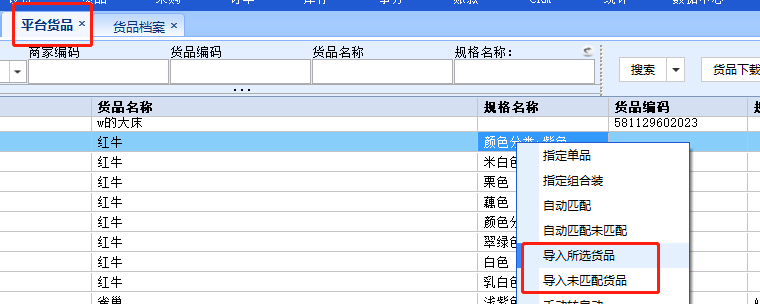 平台货品 × 货品档案 ×
商家编码 货品编码 货品名称 规格名称:
搜索 货品下载
货品名称 规格名称 货品编码
w的大床 581129602023
红牛 颜色分类:紫色
红牛 米白色
红牛 栗色
红牛 藕色
红牛 颜色分
红牛 翠绿色
红牛 白色
红牛 乳白色
雀巢 浅紫色
指定单品
指定组合装
自动匹配
自动匹配未匹配
导入所选货品
导入未匹配货品
手动转自动